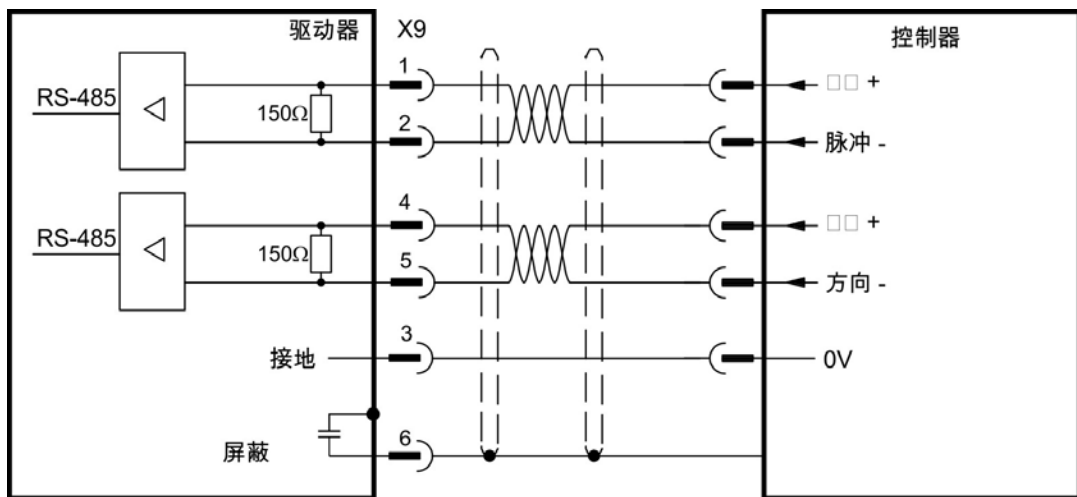 驱动器
X9
控制器
1
RS-485
150Ω
□□ +
2
脉冲 -
4
RS-485
150Ω
□□ +
5
方向 -
3
接地
0V
6
屏蔽